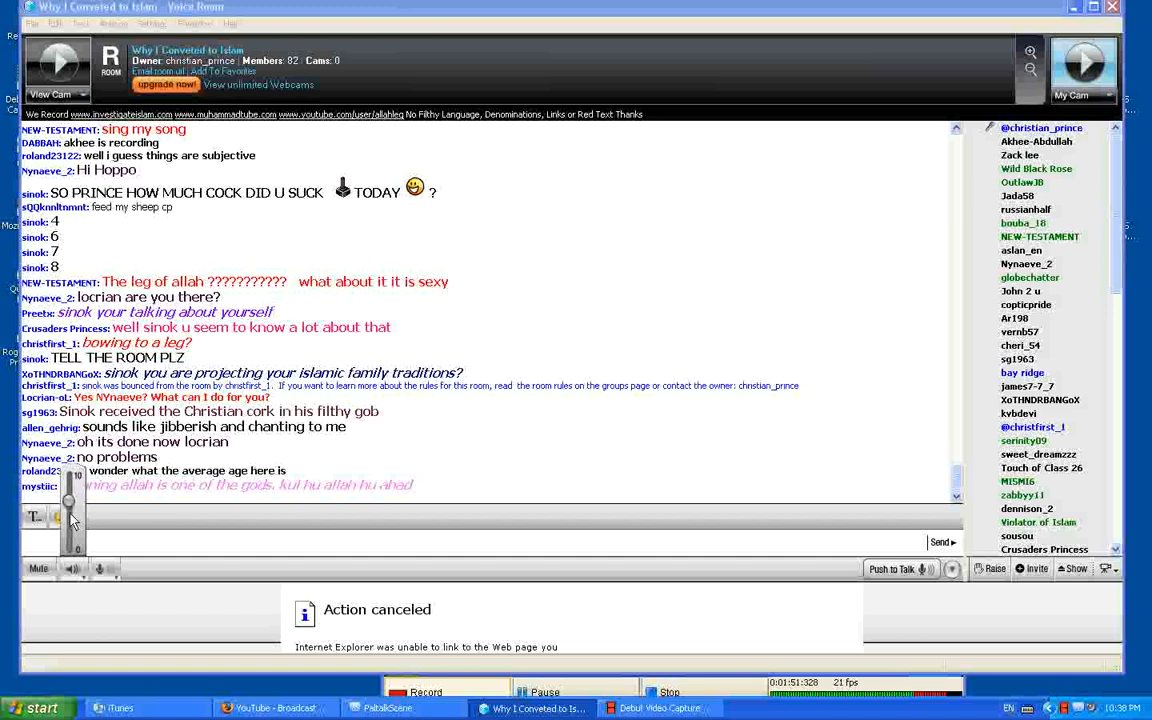 Why I Conveted to Islam - Voice Room
File Edit Text Actions Settings Favorites Help
View Cam
R
ROOM
Why I Conveted to Islam
Owner: christian_prince | Members: 82 | Cams: 0
Email room url | Add To Favorites
upgrade now! View unlimited Webcams
My Cam
We Record www.investigateislam.com www.muhammadtube.com www.youtube.com/user/allahleg No Filthy Language, Denominations, Links or Red Text Thanks
NEW-TESTAMENT: sing my song
DABBAH: akhee is recording
roland23122: well i guess things are subjective
Nynaeve_2: Hi Hoppo
sinok: SO PRINCE HOW MUCH COCK DID U SUCK TODAY ?
sQQknnltnmnt: feed my sheep cp
sinok: 4
sinok: 6
sinok: 7
sinok: 8
NEW-TESTAMENT: The leg of allah ??????????? what about it it is sexy
Nynaeve_2: locrian are you there?
Preetx: sinok your talking about yourself
Crusaders Princess: well sinok u seem to know a lot about that
christfirst_1: bowing to a leg?
sinok: TELL THE ROOM PLZ
XoTHNDRBANGoX: sinok you are projecting your islamic family traditions?
christfirst_1: sinok was bounced from the room by christfirst_1. If you want to learn more about the rules for this room, read the room rules on the groups page or contact the owner: christian_prince
Locrian-oL: Yes NYnaeve? What can I do for you?
sg1963: Sinok received the Christian cork in his filthy gob
allen_gehrig: sounds like jibberish and chanting to me
Nynaeve_2: oh its done now locrian
Nynaeve_2: no problems
roland23 wonder what the average age here is
mystiic: ning allah is one of the gods. kul hu allah hu ahad
10
0
T..
Send
Mute
Push to Talk
@christian_prince
Akhee-Abdullah
Zack lee
Wild Black Rose
OutlawJB
Jada58
russianhalf
bouba_18
NEW-TESTAMENT
aslan_en
Nynaeve_2
globechatter
John 2 u
copticpride
Ar198
vernb57
cheri_54
sg1963
bay ridge
james7-7_7
XoTHNDRBANGoX
kvbdevi
@christfirst_1
serinity09
sweet_dreamzzz
Touch of Class 26
MISMI6
zabbyy11
dennison_2
Violator of Islam
sousou
Crusaders Princess
Raise Invite Show
Action canceled
Internet Explorer was unable to link to the Web page you
Record Pause Stop
0:01:51:328 21 fps
start iTunes YouTube - Broadcast... PaltalkScene Why I Conveted to Is... Debut Video Capture... EN 10:38 PM